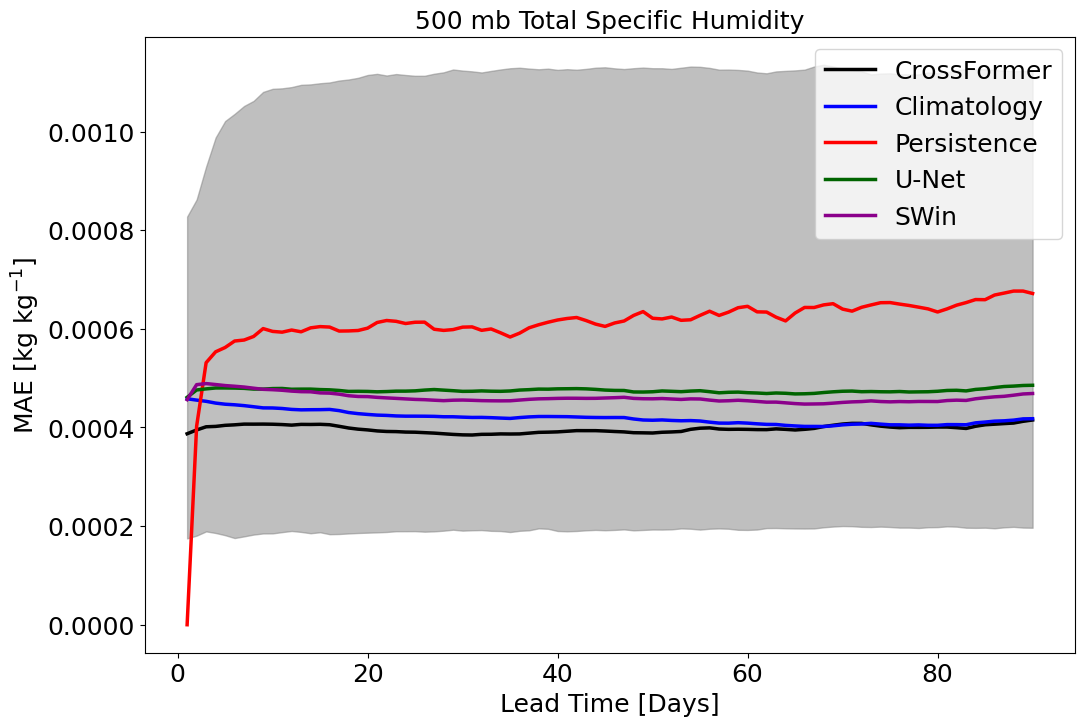 500 mb Total Specific Humidity
CrossFormer
Climatology
Persistence
U-Net
SWin
MAE [kg kg⁻¹]
0.0010
0.0008
0.0006
0.0004
0.0002
0.0000
0 20 40 60 80
Lead Time [Days]